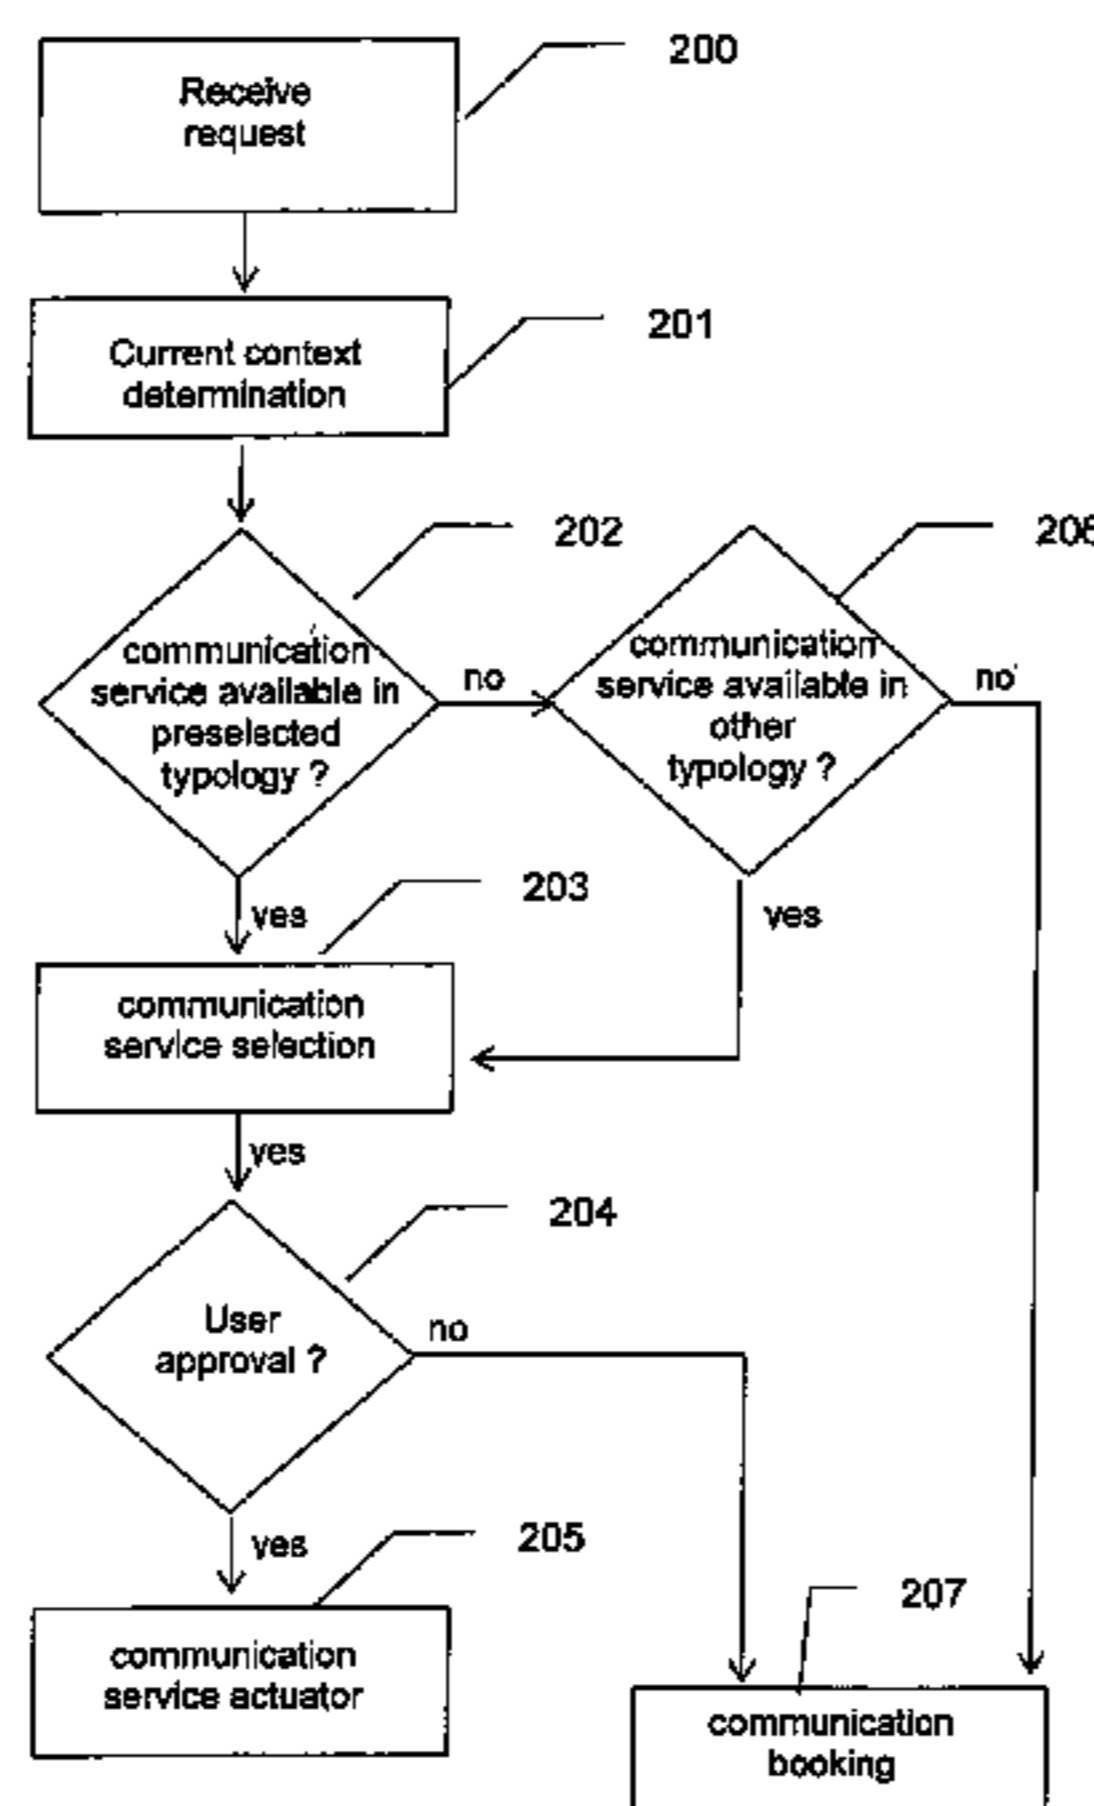 200
Receive
request
201
Current context
determination
202
206
communication
service available in
preselected
typology ?
no
communication
service available in
other
typology ?
no
203
yes
yes
communication
service selection
yes
204
User
approval ?
no
205
yes
207
communication
service actuator
communication
booking